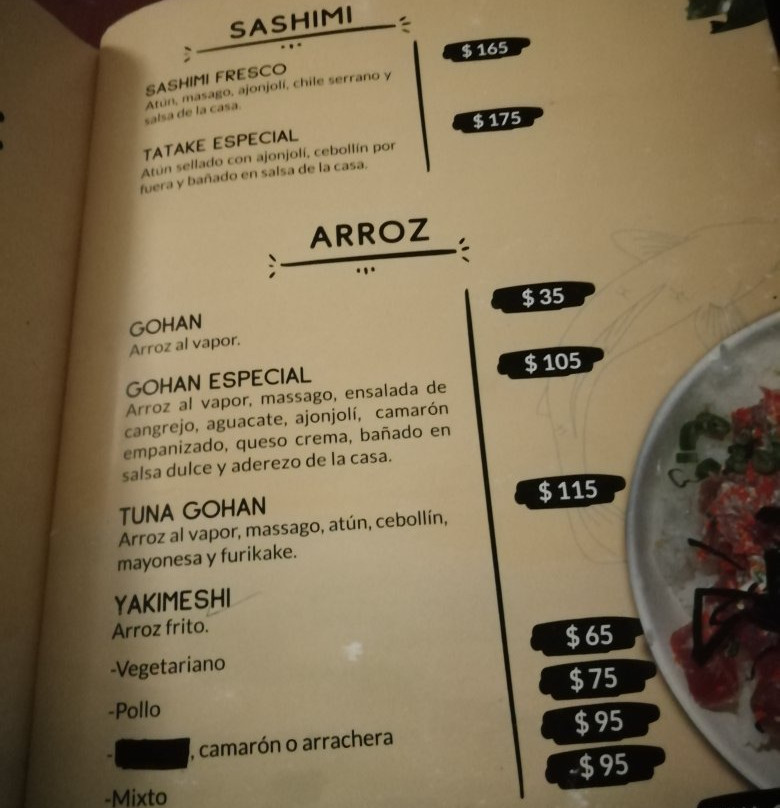 SASHIMI
SASHIMI FRESCO
$ 165
Atún, masago, ajonjolí, chile serrano y
salsa de la casa.
TATAKE ESPECIAL
$ 175
Atún sellado con ajonjolí, cebollín por
fuera y bañado en salsa de la casa.
ARROZ
GOHAN
$ 35
Arroz al vapor.
GOHAN ESPECIAL
$ 105
Arroz al vapor, massago, ensalada de
cangrejo, aguacate, ajonjolí, camarón
empanizado, queso crema, bañado en
salsa dulce y aderezo de la casa.
TUNA GOHAN
$ 115
Arroz al vapor, massago, atún, cebollín,
mayonesa y furikake.
YAKIMESHI
Arroz frito.
-Vegetariano
$ 65
-Pollo
$ 75
- , camarón o arrachera
$ 95
-Mixto
-$ 95